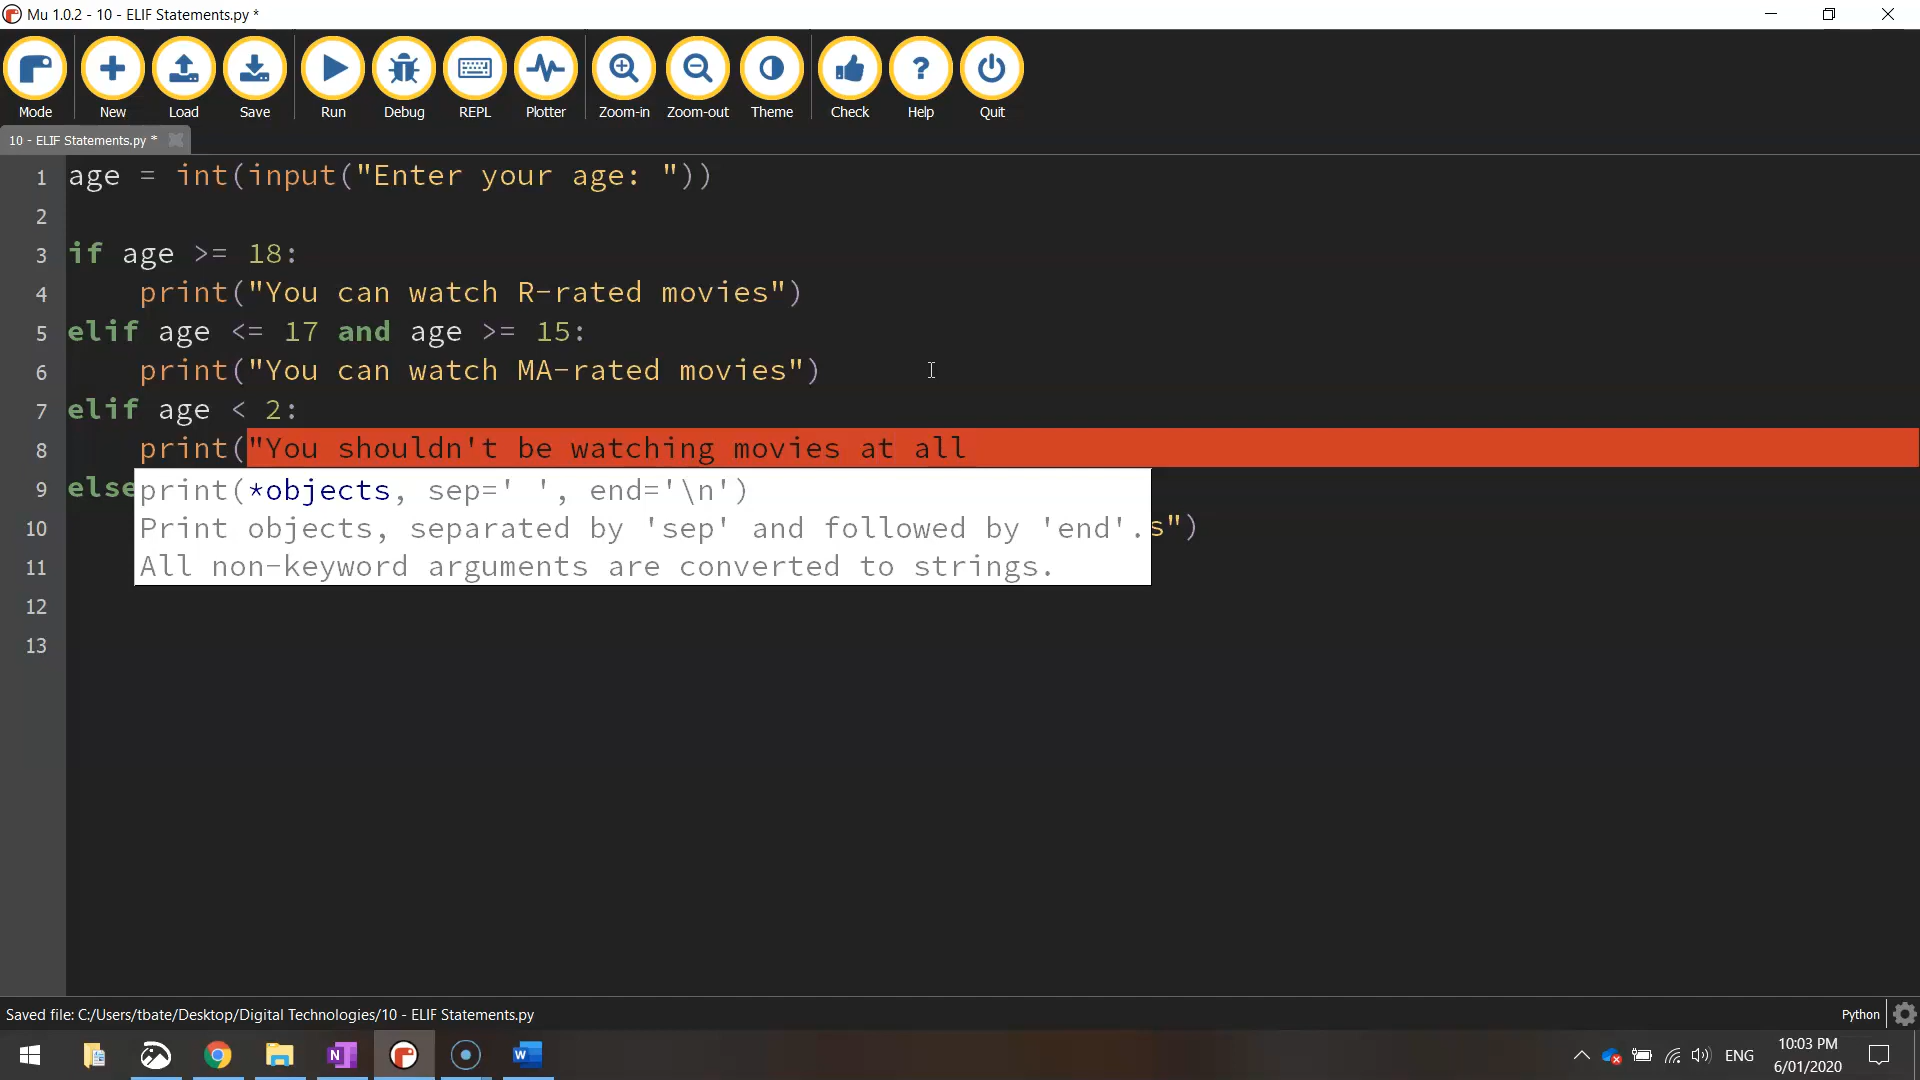 Mu 1.0.2 - 10 - ELIF Statements.py *
Mode New Load Save Run Debug REPL Plotter Zoom-in Zoom-out Theme Check Help Quit
10 - ELIF Statements.py *
1 age = int(input("Enter your age: "))
2
3 if age >= 18:
4 print("You can watch R-rated movies")
5 elif age <= 17 and age >= 15:
6 print("You can watch MA-rated movies")
7 elif age < 2:
8 print("You shouldn't be watching movies at all
9 else print(*objects, sep=' ', end='\n')
10 Print objects, separated by 'sep' and followed by 'end'. s")
11 All non-keyword arguments are converted to strings.
12
13
Saved file: C:/Users/tbate/Desktop/Digital Technologies/10 - ELIF Statements.py
Python
ENG
10:03 PM
6/01/2020